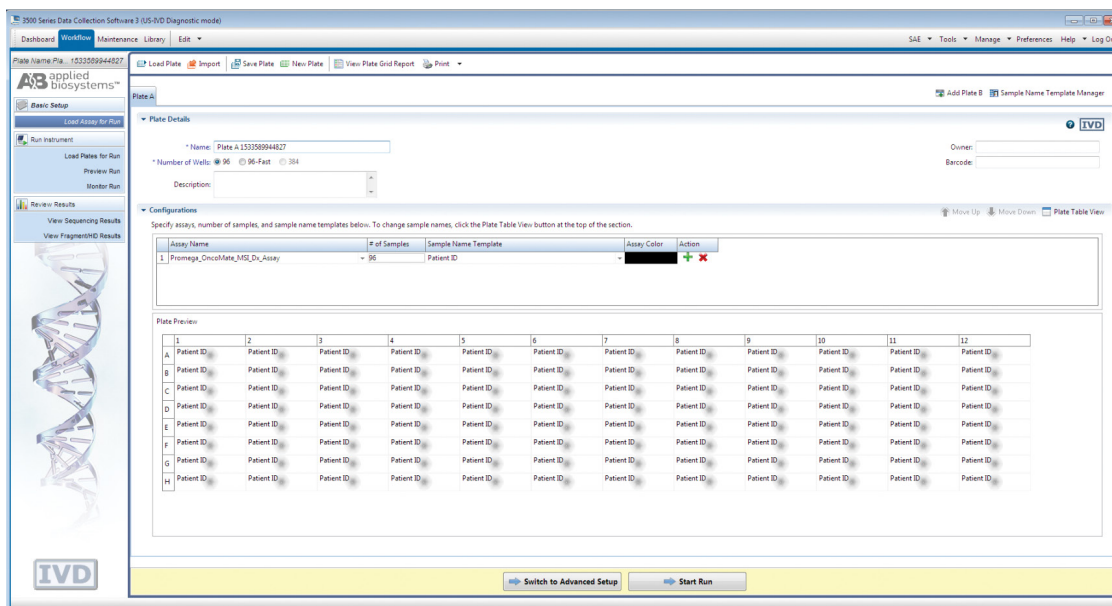 3500 Series Data Collection Software 3 (US-IVD Diagnostic mode)
Dashboard Workflow Maintenance Library Edit SAE Tools Manage Preferences Help Log
Plate Name: Pla... 1533589944827 Load Plate Import Save Plate New Plate View Plate Grid Report Print
AB applied biosystems™
Plate A Add Plate B Sample Name Template Manager
Basic Setup
Load Assay for Run
Plate Details IVD
Run Instrument
* Name: Plate A 1533589944827 Owner:
Load Plates for Run
* Number of Wells: 96 96-Fast 384 Barcode:
Preview Run
Monitor Run
Description:
Review Results
Configurations Move Up Move Down Plate Table View
View Sequencing Results
Specify assays, number of samples, and sample name templates below. To change sample names, click the Plate Table View button at the top of the section.
View Fragment/HID Results
Assay Name # of Samples Sample Name Template Assay Color Action
1 Promega_OncoMate_MSI_Dx_Assay 96 Patient ID
Plate Preview
1 2 3 4 5 6 7 8 9 10 11 12
A Patient ID Patient ID Patient ID Patient ID Patient ID Patient ID Patient ID Patient ID Patient ID Patient ID Patient ID Patient ID
B Patient ID Patient ID Patient ID Patient ID Patient ID Patient ID Patient ID Patient ID Patient ID Patient ID Patient ID Patient ID
C Patient ID Patient ID Patient ID Patient ID Patient ID Patient ID Patient ID Patient ID Patient ID Patient ID Patient ID Patient ID
D Patient ID Patient ID Patient ID Patient ID Patient ID Patient ID Patient ID Patient ID Patient ID Patient ID Patient ID Patient ID
E Patient ID Patient ID Patient ID Patient ID Patient ID Patient ID Patient ID Patient ID Patient ID Patient ID Patient ID Patient ID
F Patient ID Patient ID Patient ID Patient ID Patient ID Patient ID Patient ID Patient ID Patient ID Patient ID Patient ID Patient ID
G Patient ID Patient ID Patient ID Patient ID Patient ID Patient ID Patient ID Patient ID Patient ID Patient ID Patient ID Patient ID
H Patient ID Patient ID Patient ID Patient ID Patient ID Patient ID Patient ID Patient ID Patient ID Patient ID Patient ID Patient ID
IVD
Switch to Advanced Setup Start Run